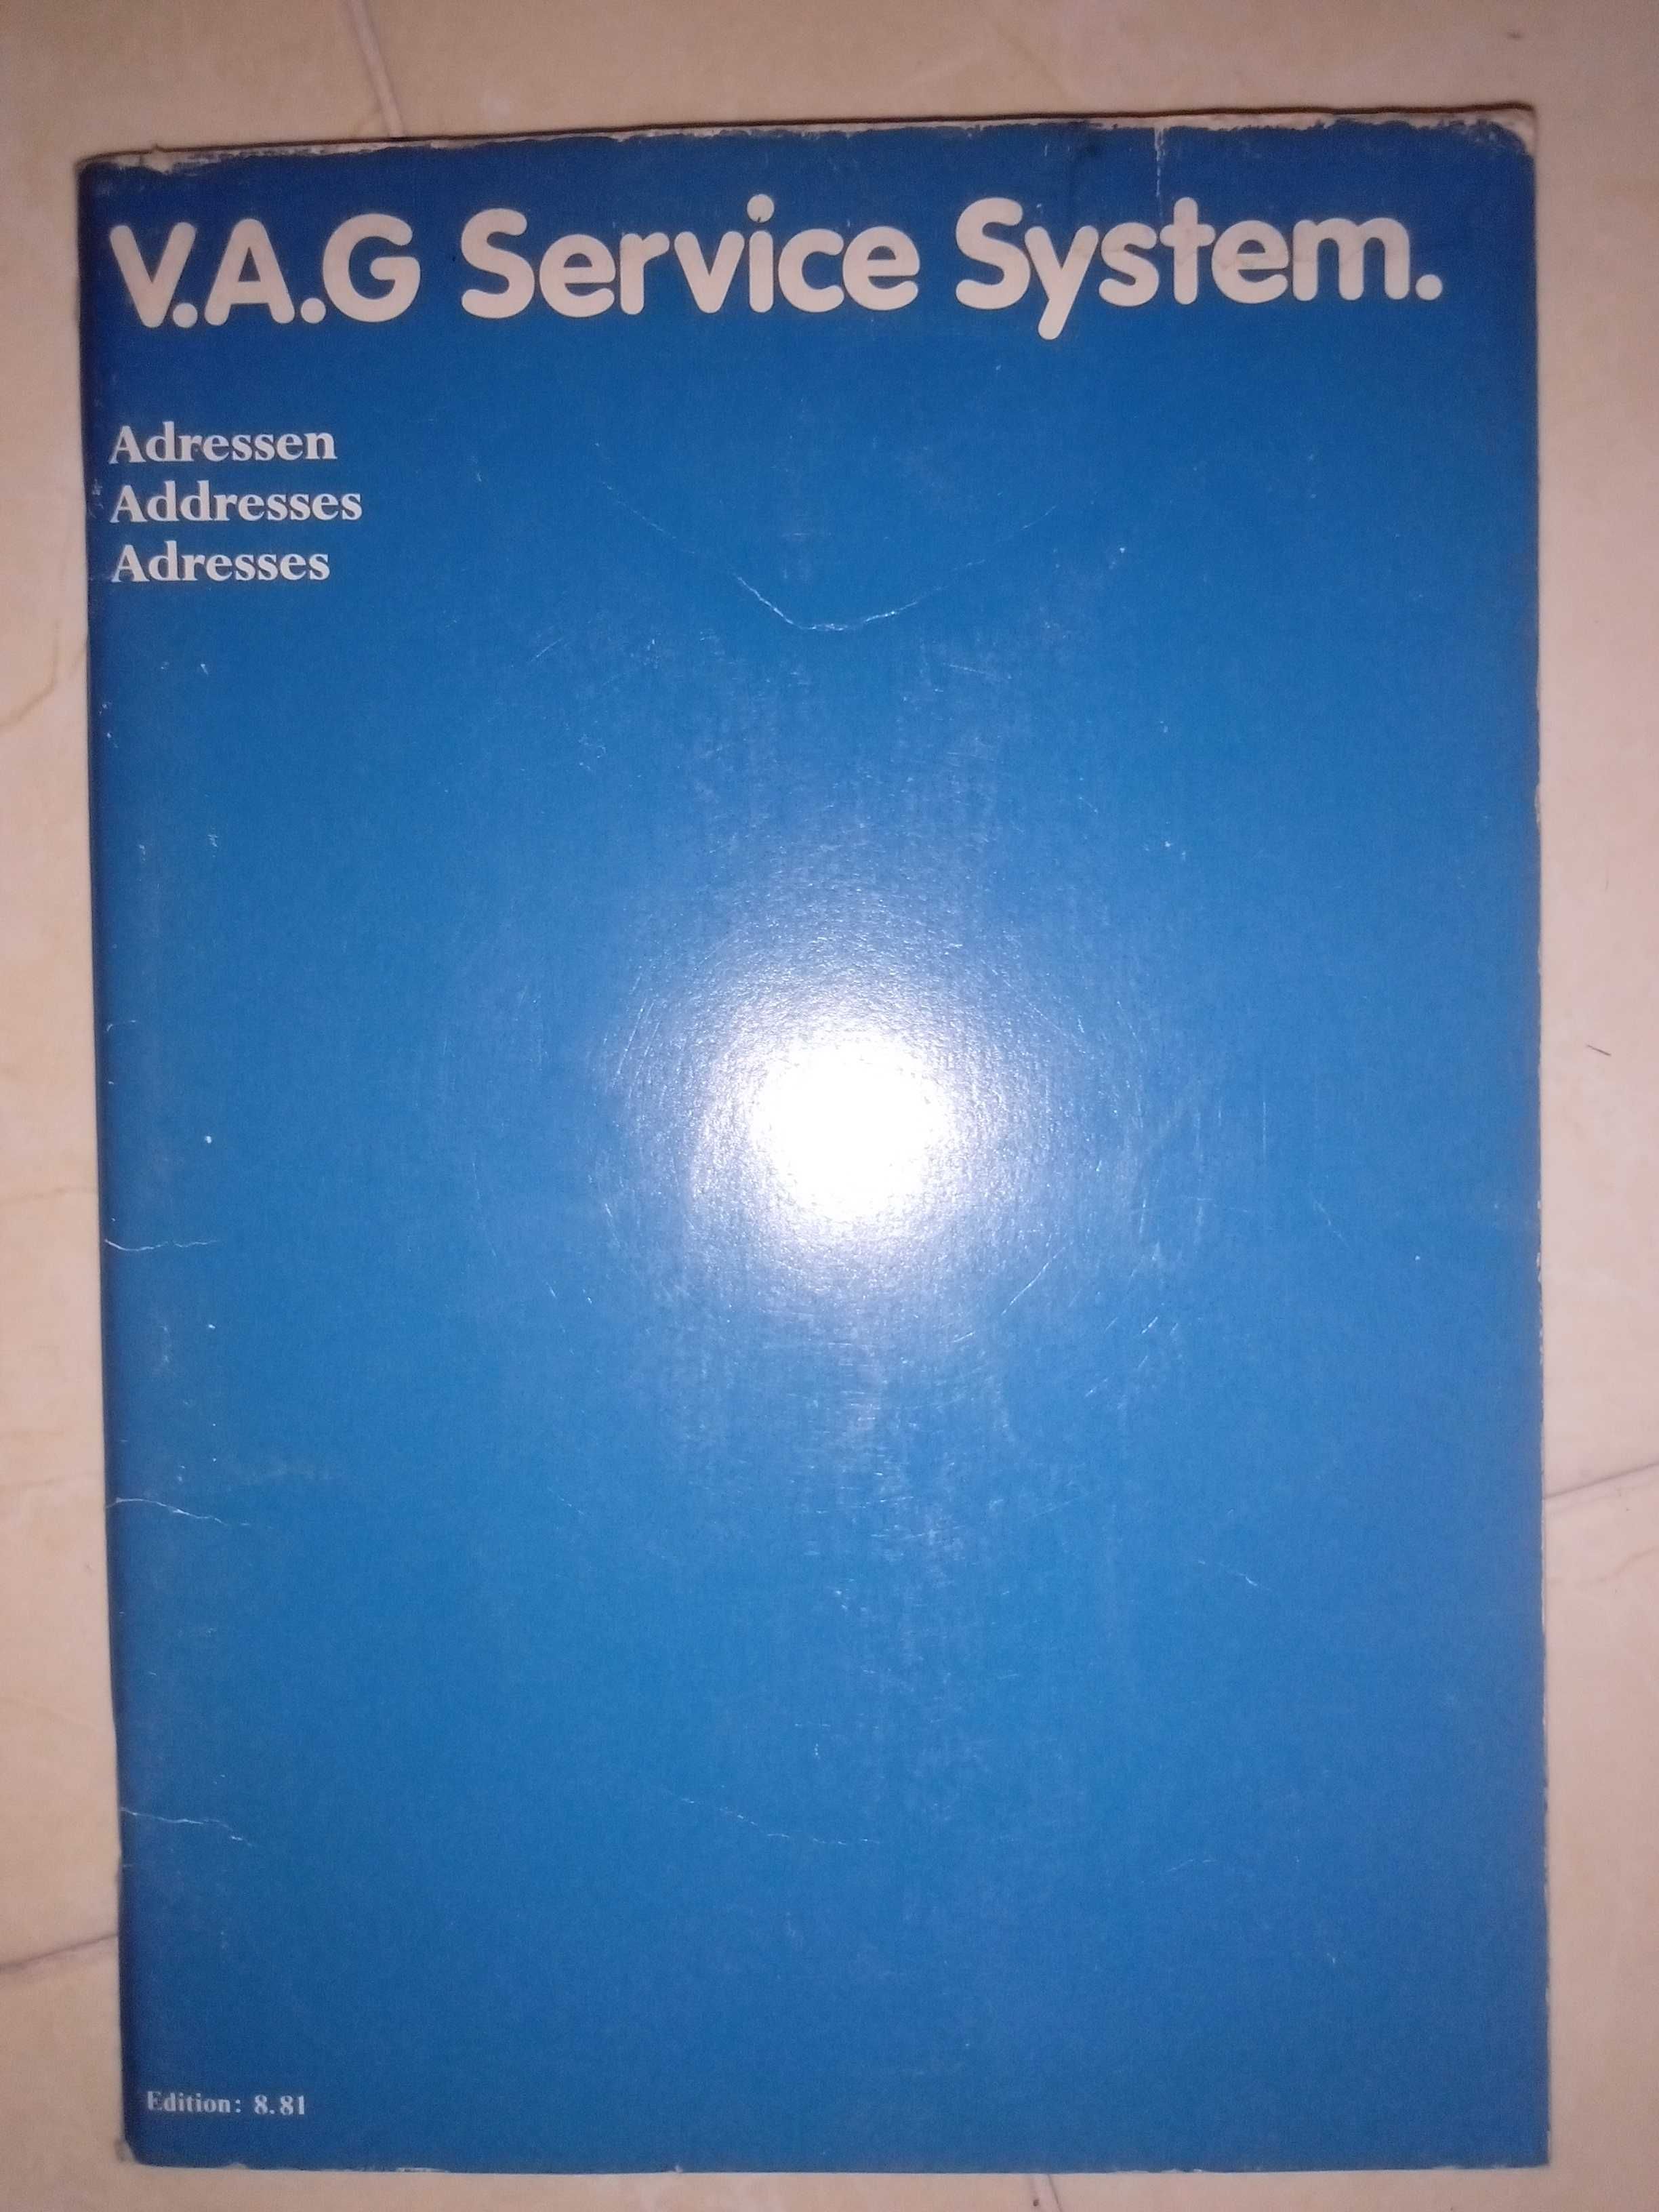 V.A.G Service System.
Adressen
Addresses
Adresses
Edition: 8.81